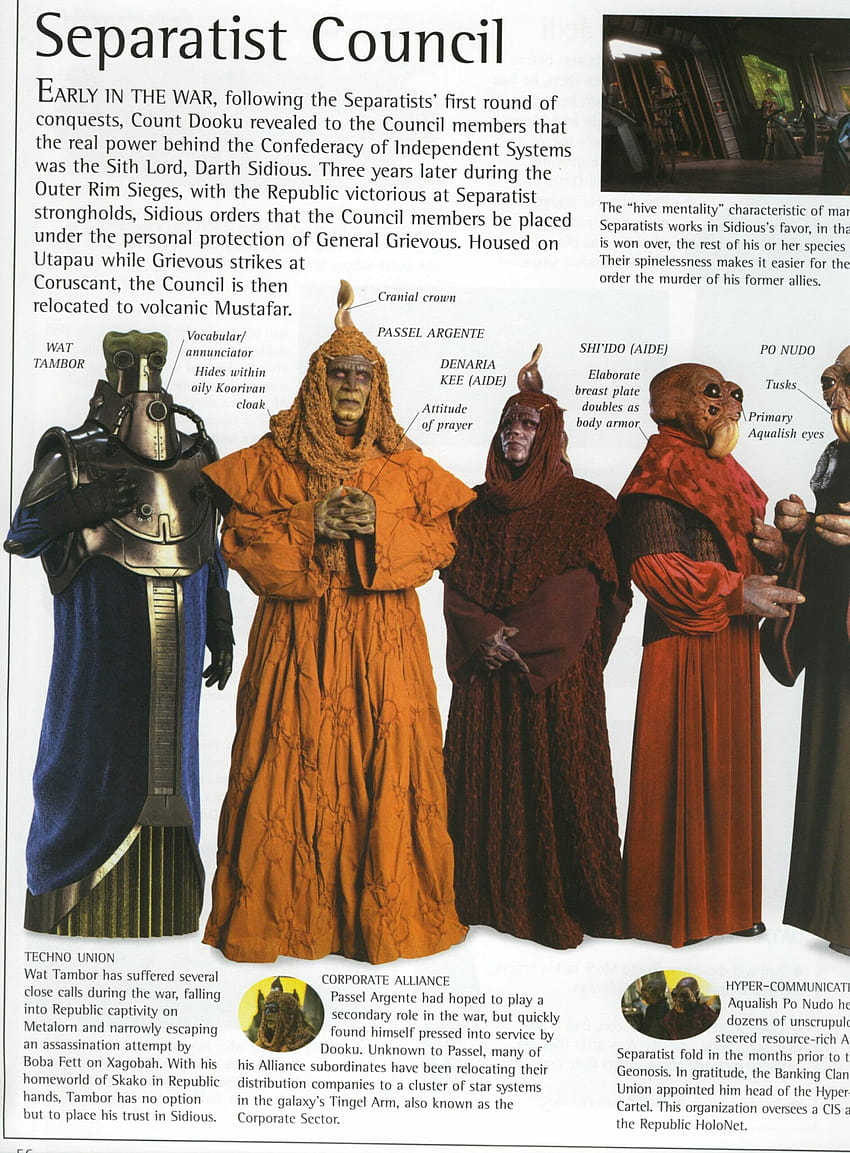 Separatist Council
EARLY IN THE WAR, following the Separatists' first round of
conquests, Count Dooku revealed to the Council members that
the real power behind the Confederacy of Independent Systems
was the Sith Lord, Darth Sidious. Three years later during the
Outer Rim Sieges, with the Republic victorious at Separatist
strongholds, Sidious orders that the Council members be placed
under the personal protection of General Grievous. Housed on
Utapau while Grievous strikes at
Coruscant, the Council is then
relocated to volcanic Mustafar.
The "hive mentality" characteristic of
Separatists works in Sidious's favor, in
is won over, the rest of his or her species
Their spinelessness makes it easier for
order the murder of his former allies.
WAT
TAMBOR
Vocabular/
annunciator
Hides within
oily Koorivan
cloak
Cranial crown
PASSEL ARGENTE
DENARIA
KEE (AIDE)
Attitude
of prayer
SHI'IDO (AIDE)
Elaborate
breast plate
doubles as
body armor
PO NUDO
Tusks
Primary
Aqualish eyes
TECHNO UNION
Wat Tambor has suffered several
close calls during the war, falling
into Republic captivity on
Metalorn and narrowly escaping
an assassination attempt by
Boba Fett on Xagobah. With his
homeworld of Skako in Republic
hands, Tambor has no option
but to place his trust in Sidious.
CORPORATE ALLIANCE
Passel Argente had hoped to play a
secondary role in the war, but quickly
found himself pressed into service by
Dooku. Unknown to Passel, many of
his Alliance subordinates have been relocating their
distribution companies to a cluster of star systems
in the galaxy's Tingel Arm, also known as the
Corporate Sector.
HYPER-COMMUNICATI
Aqualish Po Nudo
dozens of
steered resource-rich
Separatist fold in the months prior to
Geonosis. In gratitude, the Banking Clan
Union appointed him head of the Hyper-
Cartel. This organization oversees a CIS
the Republic HoloNet.